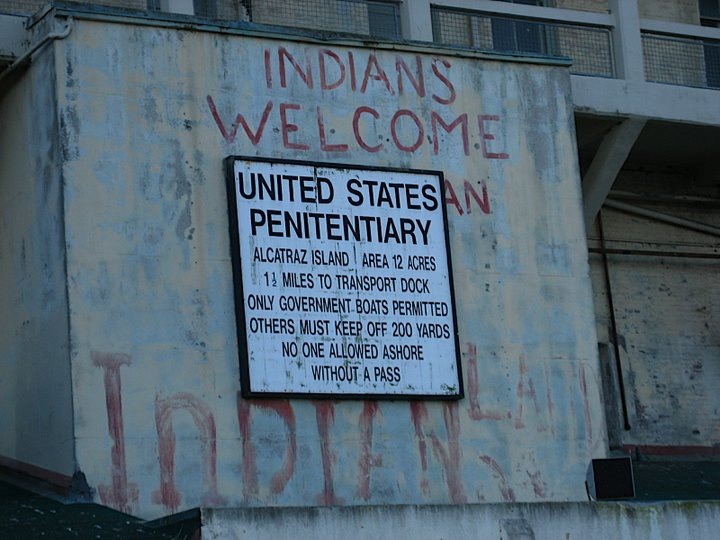 INDIANS
WELCOME
UNITED STATES
PENITENTIARY
ALCATRAZ ISLAND AREA 12 ACRES
1½ MILES TO TRANSPORT DOCK
ONLY GOVERNMENT BOATS PERMITTED
OTHERS MUST KEEP OFF 200 YARDS
NO ONE ALLOWED ASHORE
WITHOUT A PASS
INDIAN